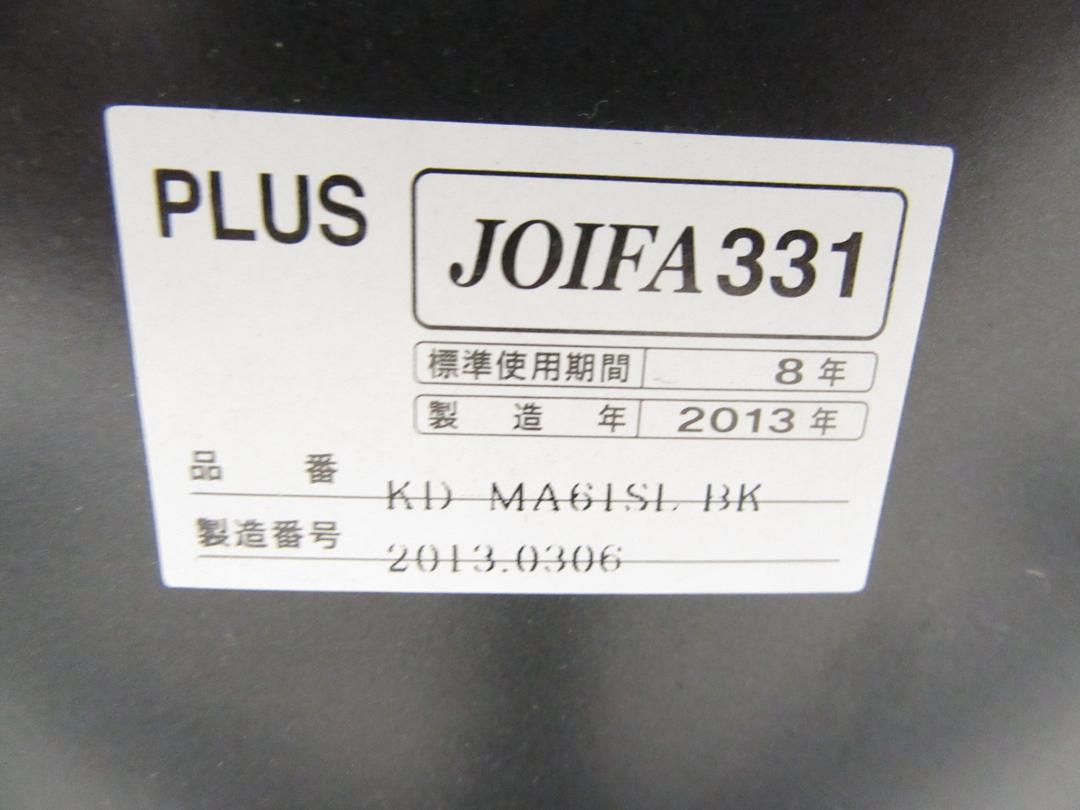 PLUS
JOIFA331
標準使用期間 8年
製造年 2013年
品番 KD-MA61SL BK
製造番号 2013.0306